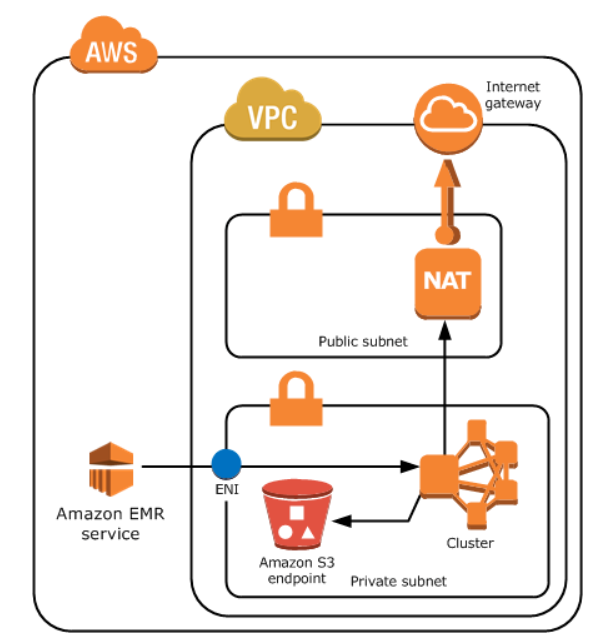 AWS
Internet
gateway
VPC
NAT
Public subnet
ENI
Amazon EMR
service
Cluster
Amazon S3
endpoint
Private subnet